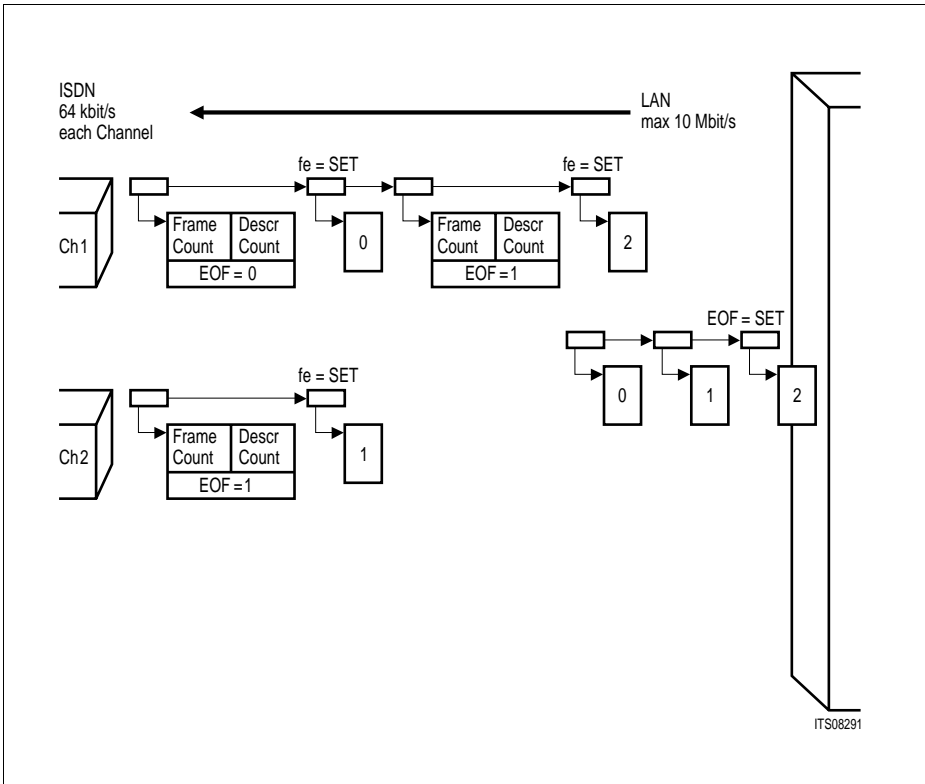 ISDN
64 kbit/s
each Channel
LAN
max 10 Mbit/s
fe = SET
fe = SET
Ch1
Frame Count
Descr Count
EOF = 0
0
Frame Count
Descr Count
EOF =1
2
EOF = SET
0
1
2
fe = SET
Ch2
Frame Count
Descr Count
EOF =1
1
ITS08291